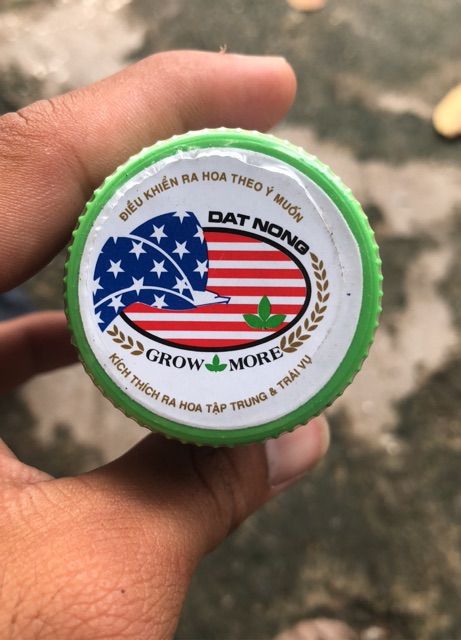 ĐIỀU KHIỂN RA HOA THEO Ý MUỐN
DAT NONG
GROW MORE
KÍCH THÍCH RA HOA TẬP TRUNG & TRÁI VỤ